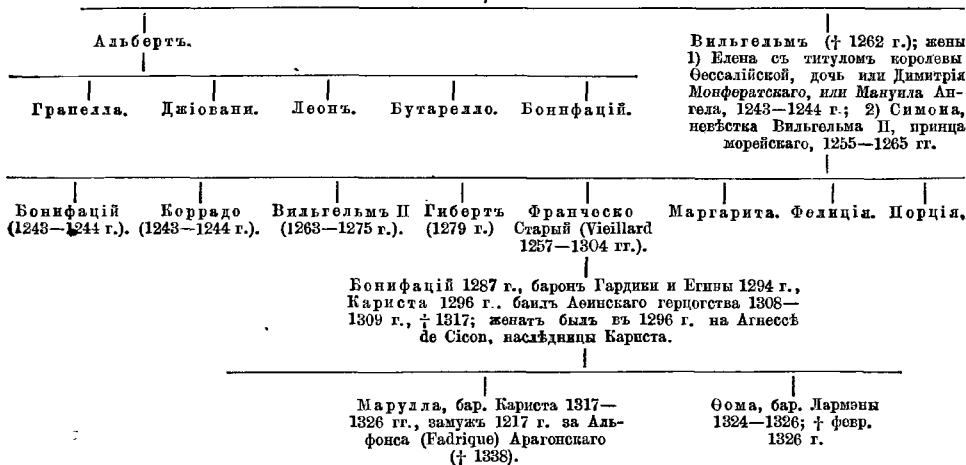 Альбертъ.
Вильгельмъ († 1262 г.); жены
1) Елена съ титуломъ королевы
Ѳессалійской, дочь или Димитрія
Монфератскаго, или Мануила Ан-
гела, 1243—1244 г.; 2) Симона,
невѣстка Вильгельма II, принца
морейскаго, 1255—1265 гг.
Грапелла. Джіовани. Леонъ. Бутарелло. Бонифацій.
Бонифацій Коррадо Вильгельмъ II Гибертъ Франческо Маргарита. Фелиція. Порція.
(1243—1244 г.). (1243—1244 г.). (1263—1275 г.). (1279 г.) Старый (Vieillard
1257—1304 гг.).
Бонифацій 1287 г., баронъ Гардики и Егины 1294 г.,
Кариста 1296 г.. баилъ Аѳинскаго герцогства 1308—
1309 г., † 1317; женатъ былъ въ 1296 г. на Агнессѣ
de Cicon, наслѣдницы Кариста.
Марулла, бар. Кариста 1317—
1326 гг., замужъ 1217 г. за Аль-
фонса (Fadrique) Арагонскаго
(† 1338).
Ѳома, бар. Лармэны
1324—1326; † февр.
1326 г.